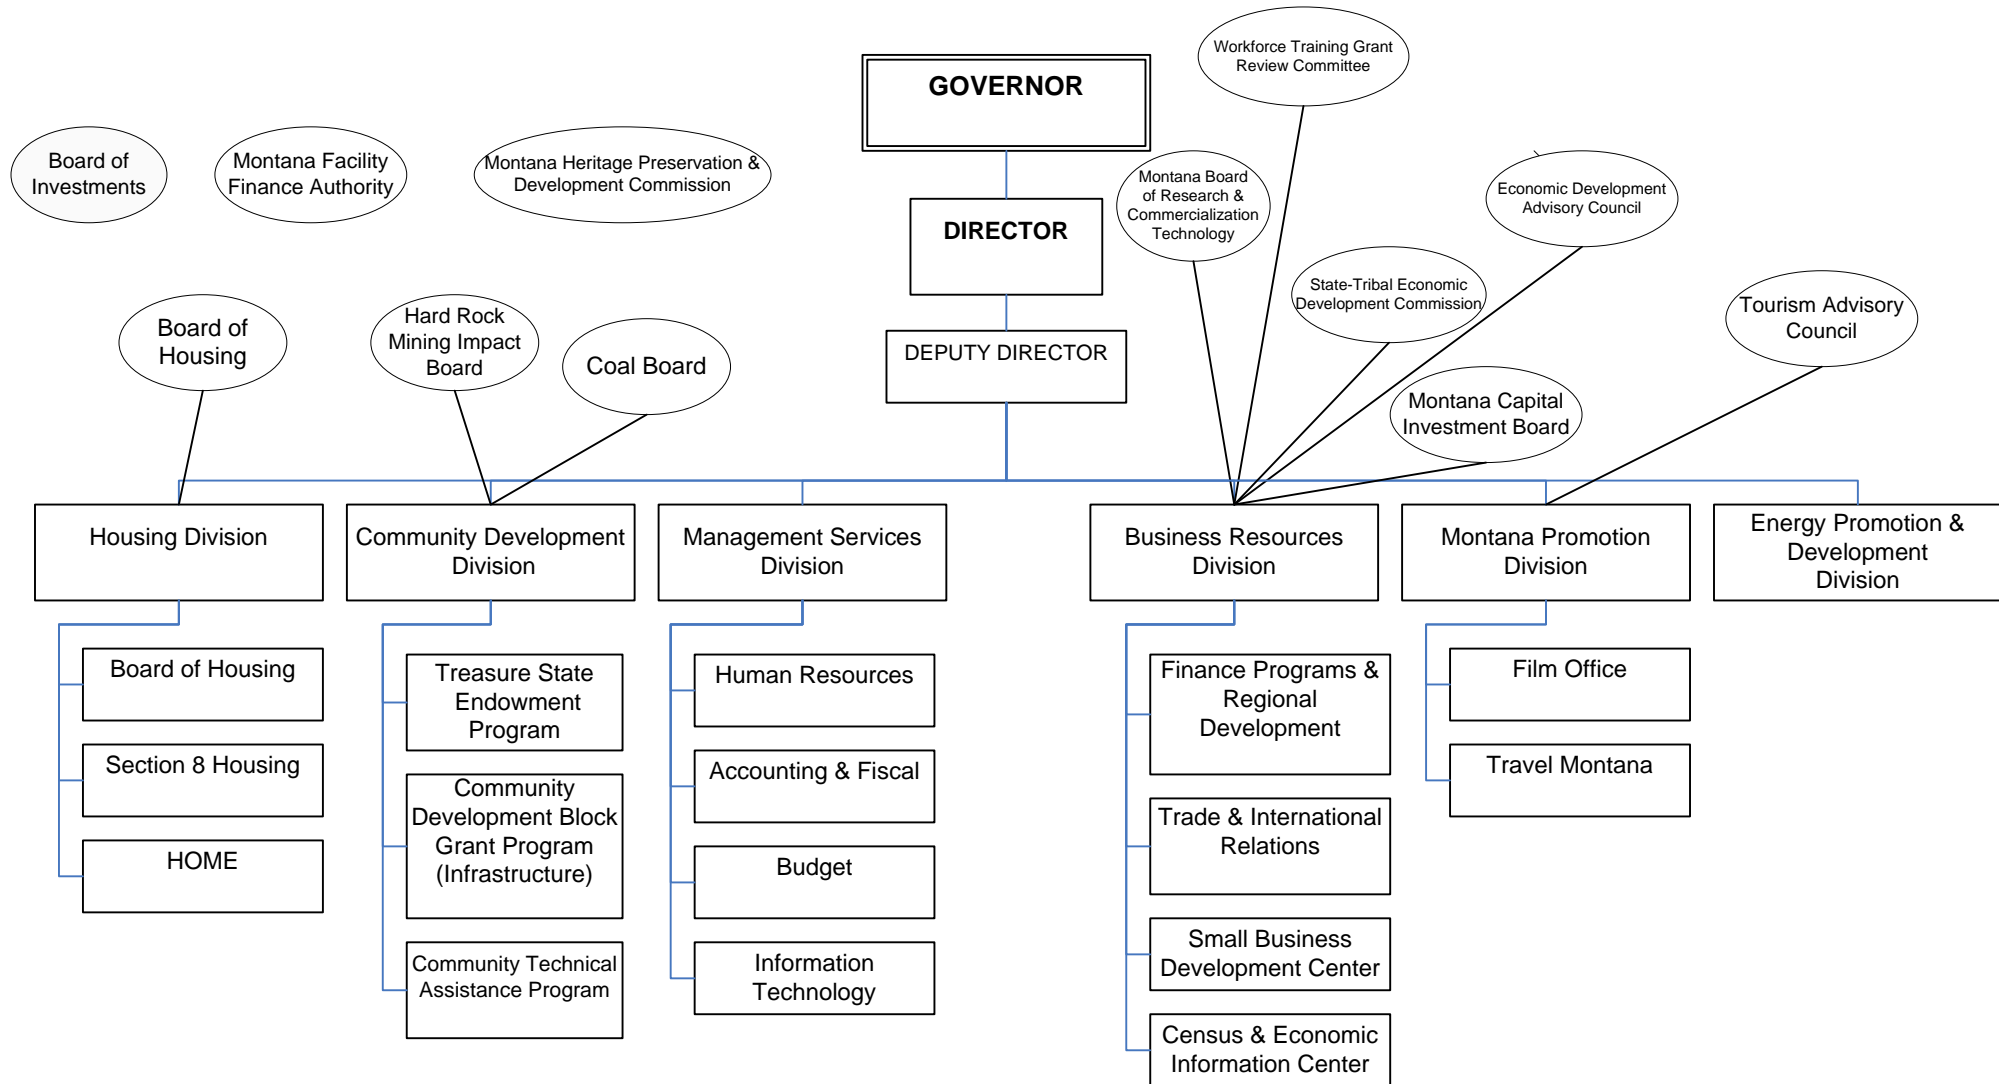 Workforce Training Grant
Review Committee
GOVERNOR
Board of
Investments
Montana Facility
Finance Authority
Montana Heritage Preservation &
Development Commission
Montana Board
of Research &
Commercialization
Technology
Economic Development
Advisory Council
DIRECTOR
State-Tribal Economic
Development Commission
Board of
Housing
Hard Rock
Mining Impact
Board
Coal Board
DEPUTY DIRECTOR
Tourism Advisory
Council
Montana Capital
Investment Board
Housing Division
Community Development
Division
Management Services
Division
Business Resources
Division
Montana Promotion
Division
Energy Promotion &
Development
Division
Board of Housing
Section 8 Housing
HOME
Treasure State
Endowment
Program
Community
Development Block
Grant Program
(Infrastructure)
Community Technical
Assistance Program
Human Resources
Accounting & Fiscal
Budget
Information
Technology
Finance Programs &
Regional
Development
Trade & International
Relations
Small Business
Development Center
Census & Economic
Information Center
Film Office
Travel Montana